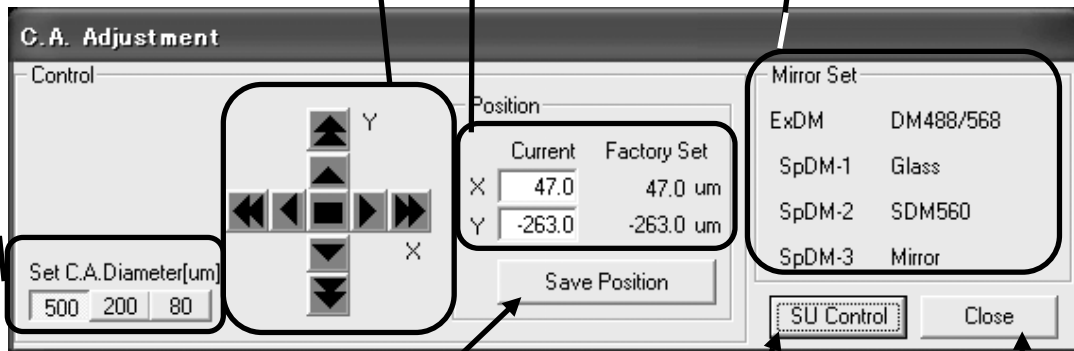 C.A. Adjustment
Control
Y
X
Set C.A.Diameter[um]
500 200 80
Position
Current Factory Set
X 47.0 47.0 um
Y -263.0 -263.0 um
Save Position
Mirror Set
ExDM DM488/568
SpDM-1 Glass
SpDM-2 SDM560
SpDM-3 Mirror
SU Control Close